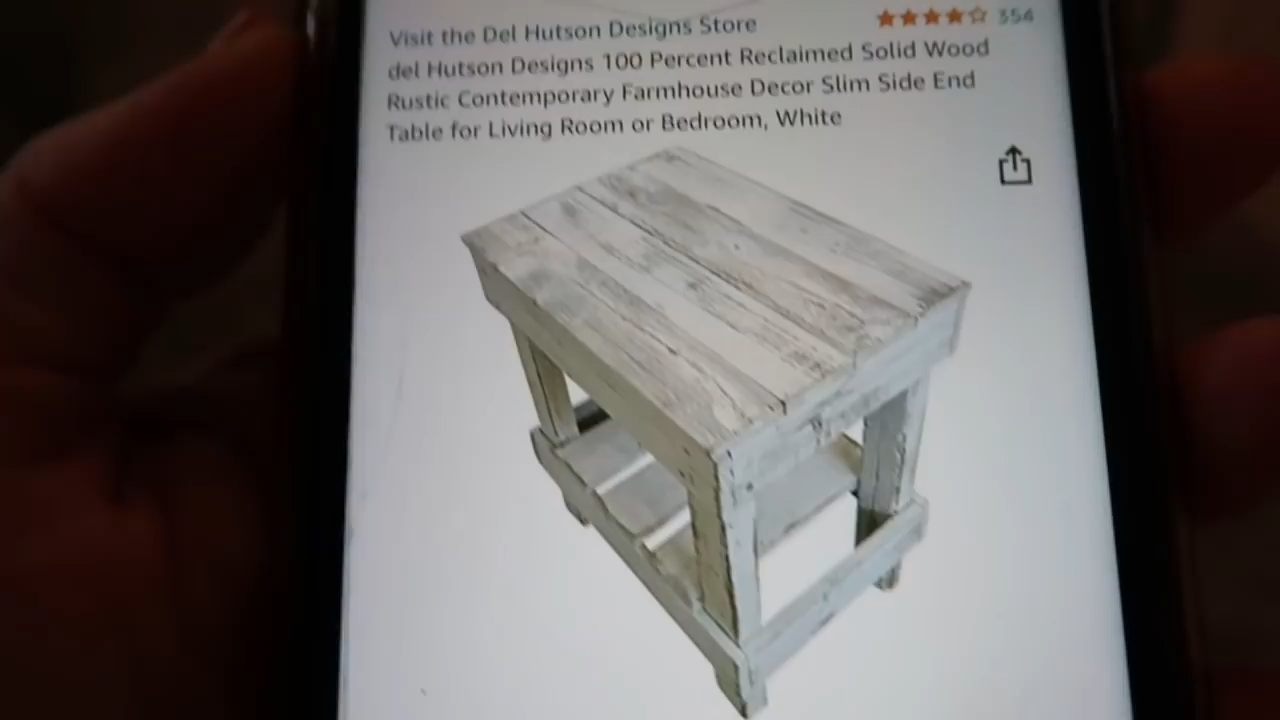 Visit the Del Hutson Designs Store
354
del Hutson Designs 100 Percent Reclaimed Solid Wood
Rustic Contemporary Farmhouse Decor Slim Side End
Table for Living Room or Bedroom, White